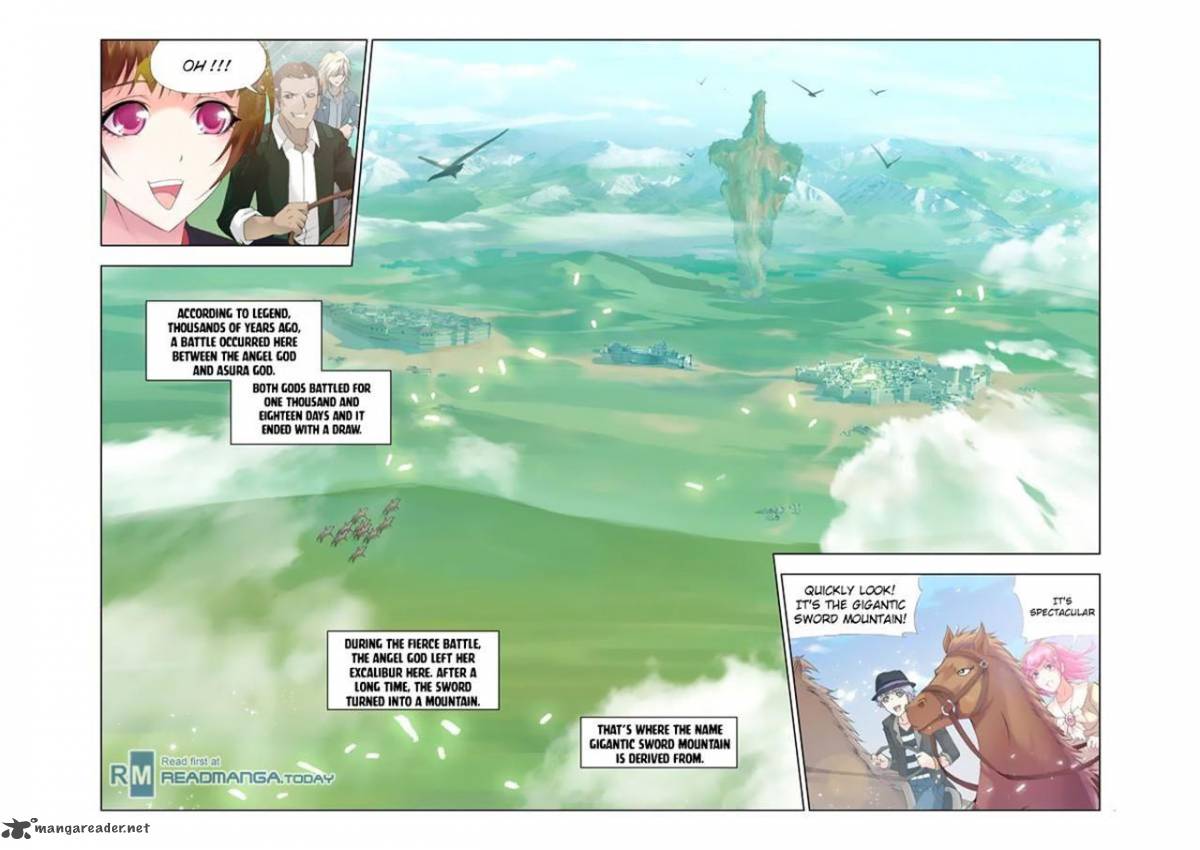 OH!!!
ACCORDING TO LEGEND,
THOUSANDS OF YEARS AGO,
A BATTLE OCCURRED HERE
BETWEEN THE ANGEL GOD
AND ASURA GOD.
BOTH GODS BATTLED FOR
ONE THOUSAND AND
EIGHTEEN DAYS AND IT
ENDED WITH A DRAW.
DURING THE FIERCE BATTLE,
THE ANGEL GOD LEFT HER
EXCALIBUR HERE. AFTER A
LONG TIME, THE SWORD
TURNED INTO A MOUNTAIN.
THAT'S WHERE THE NAME
GIGANTIC SWORD MOUNTAIN
IS DERIVED FROM.
QUICKLY LOOK!
IT'S THE GIGANTIC
SWORD MOUNTAIN!
IT'S
SPECTACULAR
RM
Read first at
READMANGA.TODAY
mangareader.net